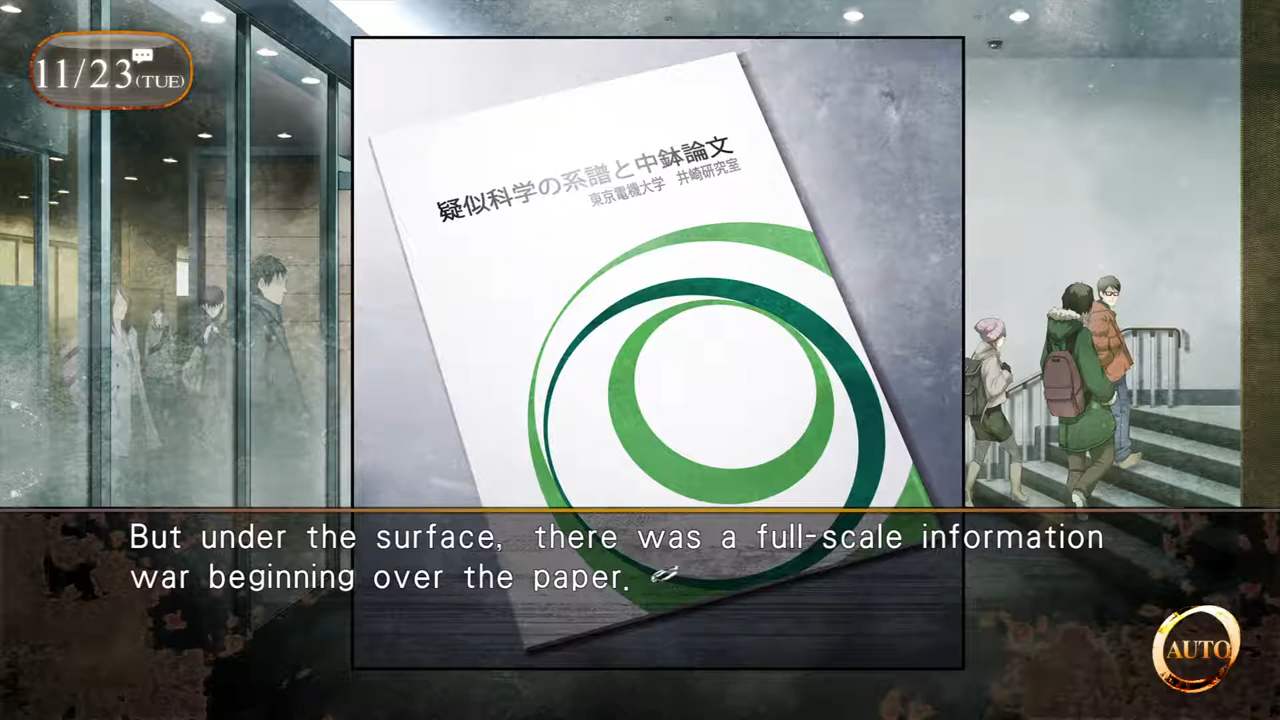 11/23(TUE)
疑似科学の系譜と中鉢論文
東京電機大学 井崎研究室
But under the surface, there was a full-scale information
war beginning over the paper.
AUTO